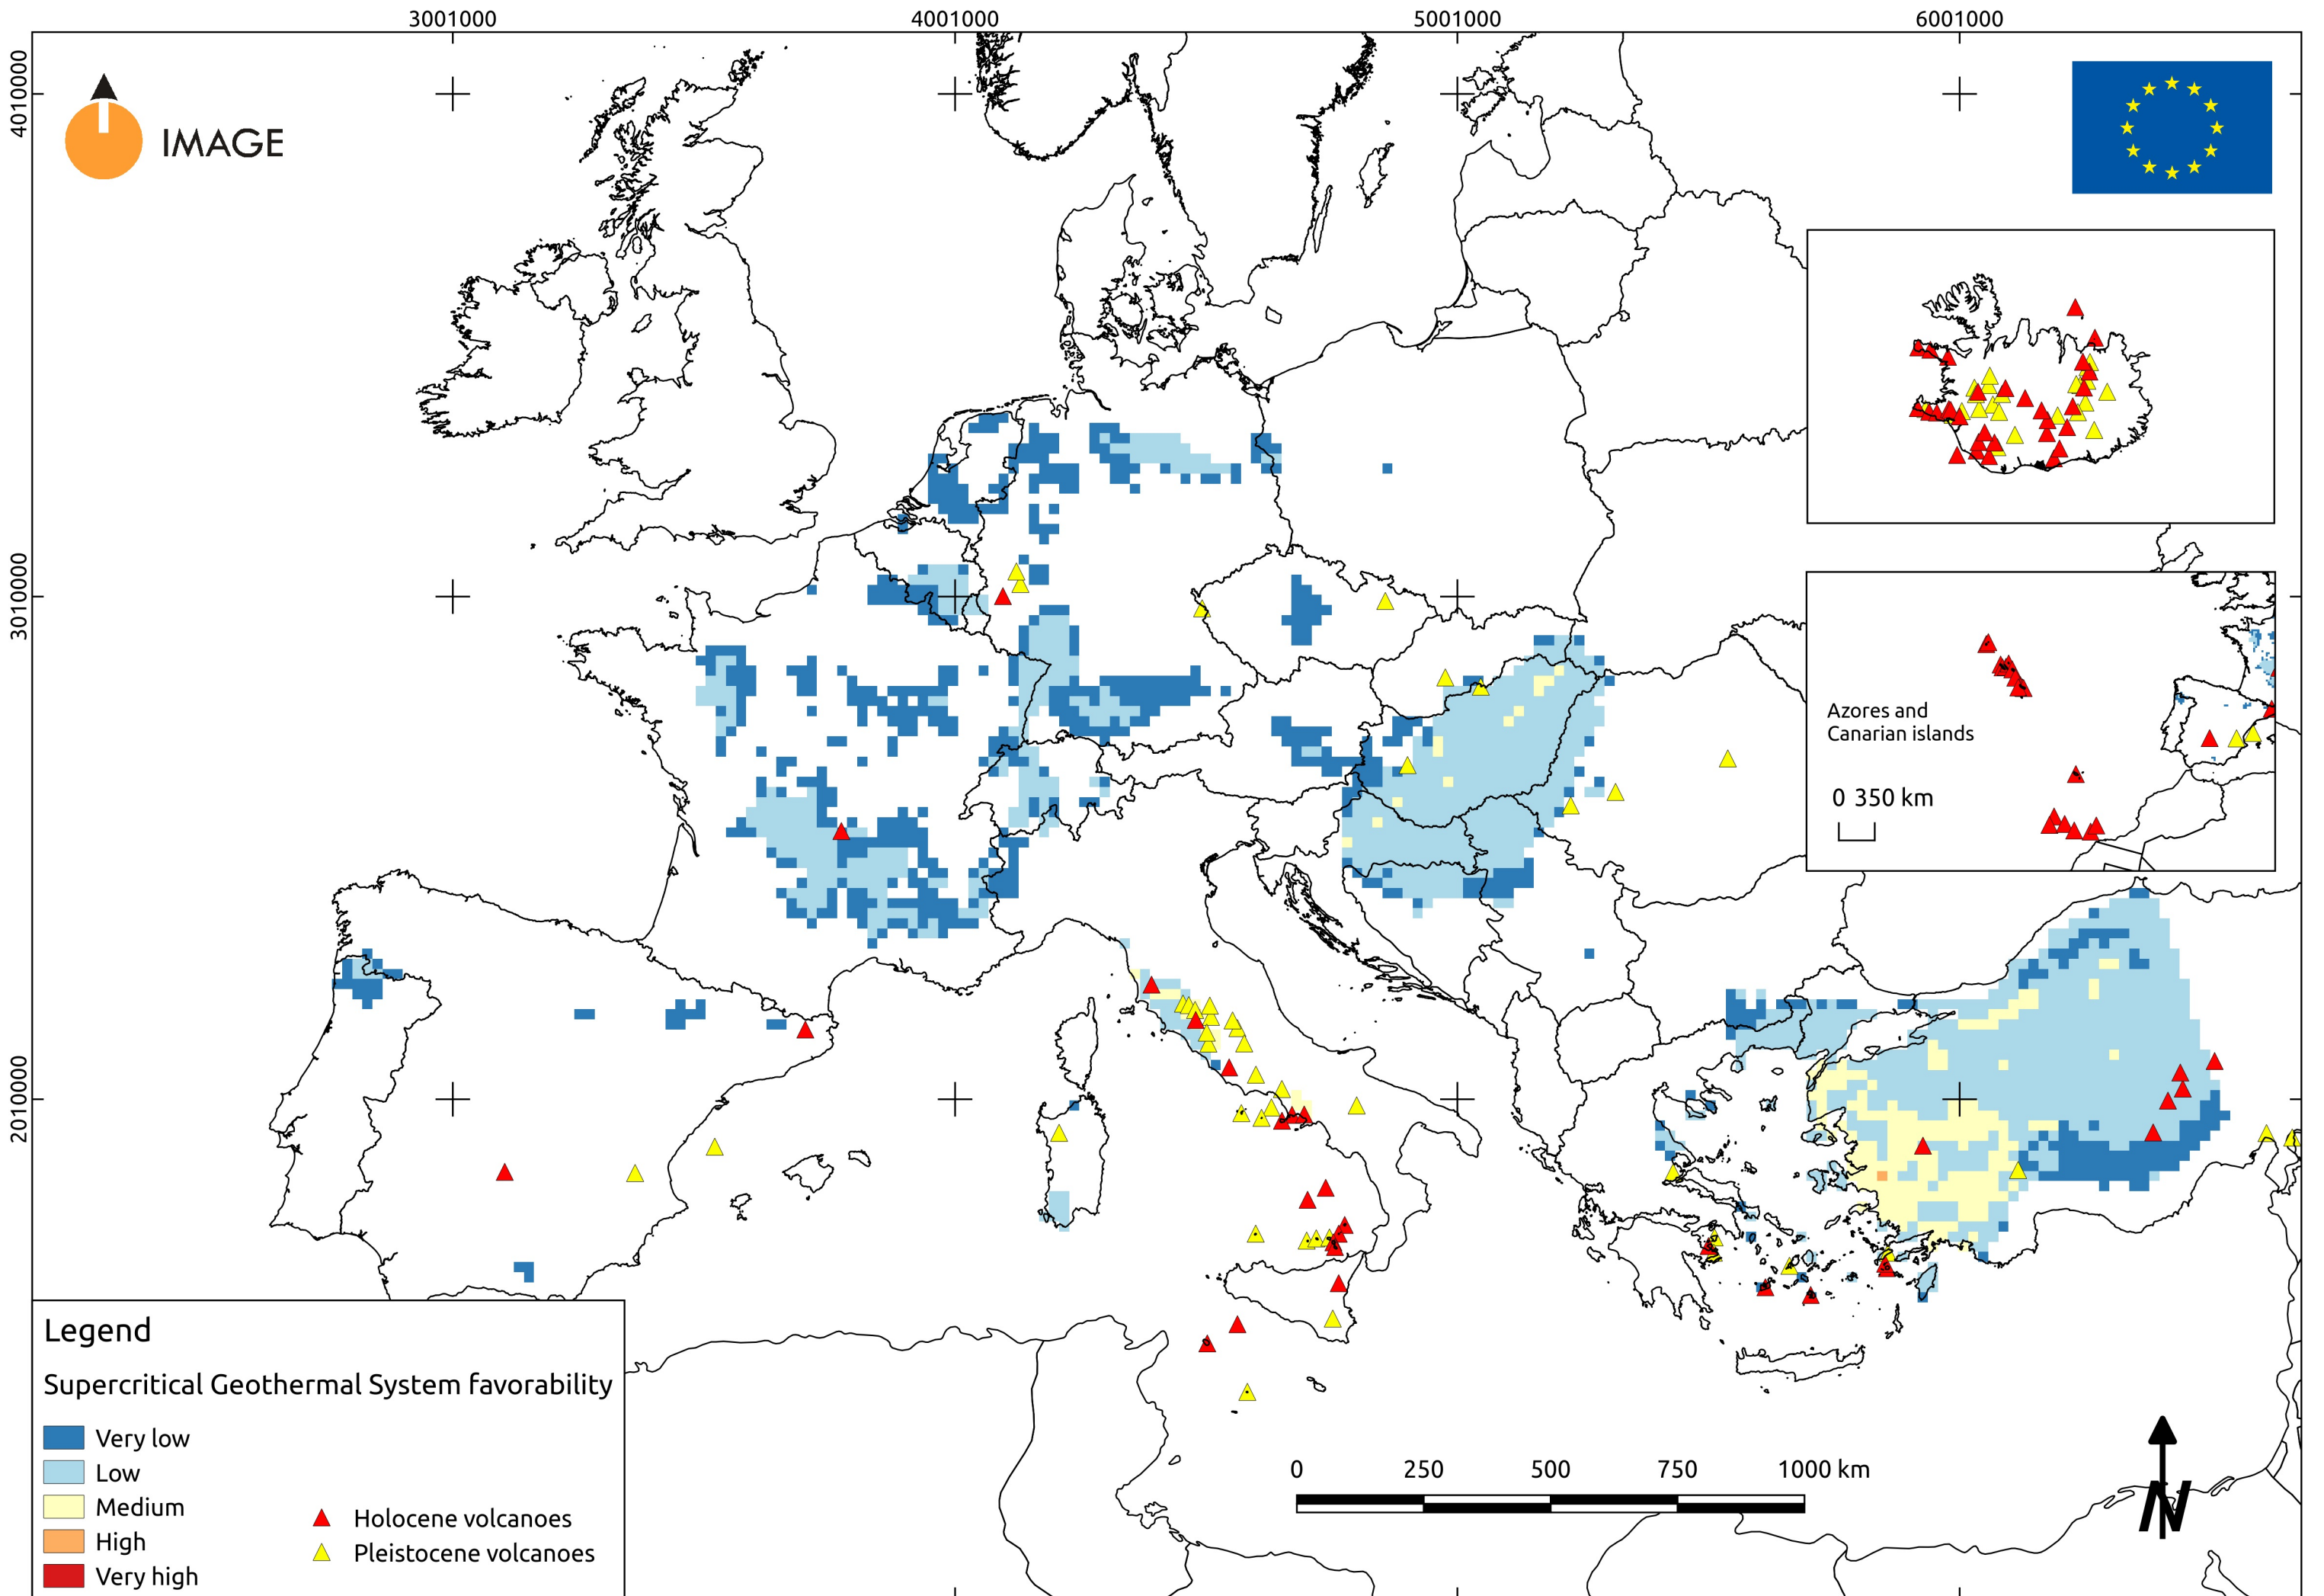 3001000 4001000 5001000 6001000
4010000
3010000
2010000
IMAGE
Azores and
Canarian islands
0 350 km
Legend
Supercritical Geothermal System favorability
Very low
Low
Medium
High
Very high
Holocene volcanoes
Pleistocene volcanoes
0 250 500 750 1000 km
N